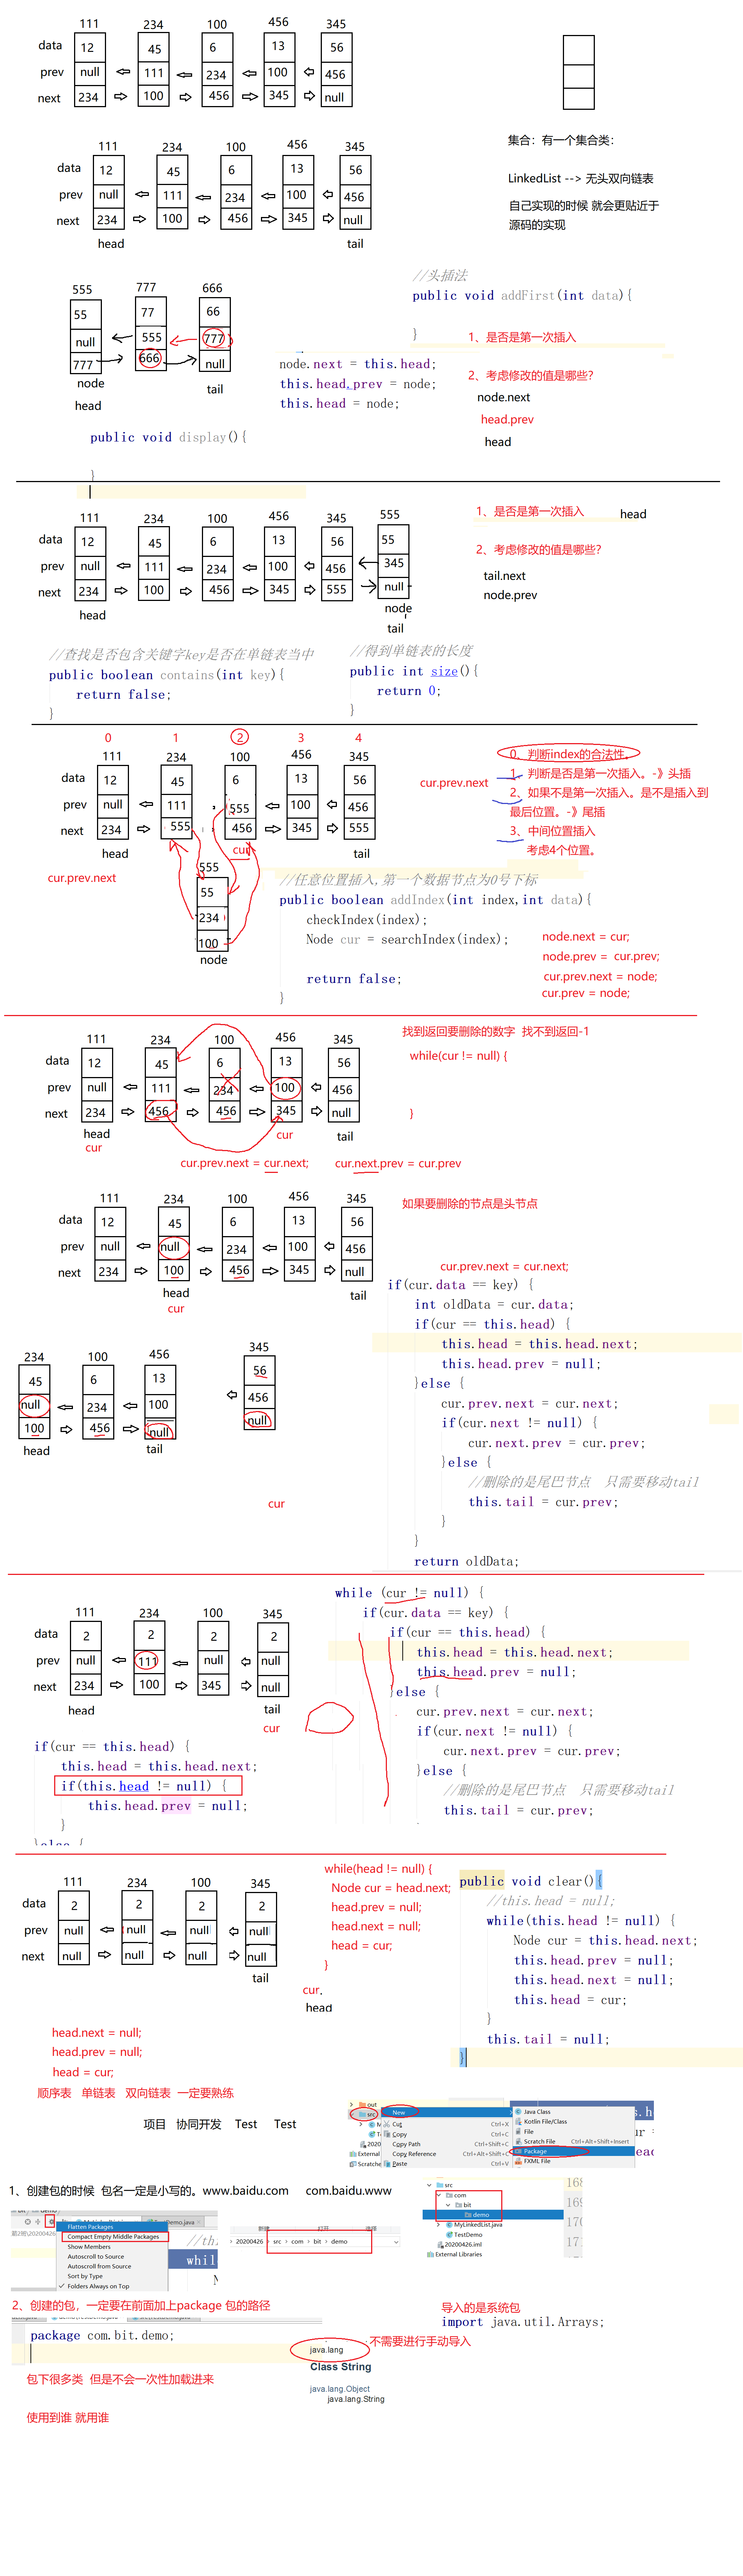 111 234 100 456 345
data 12 45 6 13 56
prev null 111 234 100 456
next 234 100 456 345 null
集合：有一个集合类：
LinkedList --> 无头双向链表
自己实现的时候 就会更贴近于
源码的实现
111 234 100 456 345
data 12 45 6 13 56
prev null 111 234 100 456
next 234 100 456 345 null
head tail
555 777 666
55 77 66
null 555 777
777 666 null
node tail
head
//头插法
public void addFirst(int data){
}
1、是否是第一次插入
node.next = this.head;
this.head.prev = node;
this.head = node;
2、考虑修改的值是哪些?
node.next
head.prev
head
public void display(){
}
111 234 100 456 345 555
data 12 45 6 13 56 55
prev null 111 234 100 456 345
next 234 100 456 345 555 null
head node
tail
1、是否是第一次插入 head
2、考虑修改的值是哪些?
tail.next
node.prev
//查找是否包含关键字key是否在单链表当中
public boolean contains(int key){
return false;
}
//得到单链表的长度
public int size(){
return 0;
}
0 1 2 3 4
111 234 100 456 345
data 12 45 6 13 56
prev null 111 555 100 456
next 234 555 456 345 555
head cur tail
cur.prev.next
cur.prev.next
555
55
234
100
node
0、判断index的合法性。
1、判断是否是第一次插入。-》头插
2、如果不是第一次插入。是不是插入到
最后位置。-》尾插
3、中间位置插入
考虑4个位置。
//任意位置插入,第一个数据节点为0号下标
public boolean addIndex(int index,int data){
checkIndex(index);
Node cur = searchIndex(index);
return false;
}
node.next = cur;
node.prev = cur.prev;
cur.prev.next = node;
cur.prev = node;
111 234 100 456 345
data 12 45 6 13 56
prev null 111 234 100 456
next 234 456 456 345 null
head cur tail
cur
cur.prev.next = cur.next; cur.next.prev = cur.prev
找到返回要删除的数字 找不到返回-1
while(cur != null) {
}
111 234 100 456 345
data 12 45 6 13 56
prev null null 234 100 456
next 234 100 456 345 null
head tail
cur
如果要删除的节点是头节点
cur.prev.next = cur.next;
if(cur.data == key) {
int oldData = cur.data;
if(cur == this.head) {
this.head = this.head.next;
this.head.prev = null;
}else {
cur.prev.next = cur.next;
if(cur.next != null) {
cur.next.prev = cur.prev;
}else {
//删除的是尾巴节点 只需要移动tail
this.tail = cur.prev;
}
}
return oldData;
234 100 456 345
45 6 13 56
null 234 100 456
100 456 null null
head tail
cur
111 234 100 345
data 2 2 2 2
prev null 111 null null
next 234 100 345 null
head tail
cur
while (cur != null) {
if(cur.data == key) {
if(cur == this.head) {
this.head = this.head.next;
this.head.prev = null;
}else {
cur.prev.next = cur.next;
if(cur.next != null) {
cur.next.prev = cur.prev;
}else {
//删除的是尾巴节点 只需要移动tail
this.tail = cur.prev;
if(cur == this.head) {
this.head = this.head.next;
if(this.head != null) {
this.head.prev = null;
}
}else {
111 234 100 345
data 2 2 2 2
prev null null null null
next null null null null
tail
cur.
head
while(head != null) {
Node cur = head.next;
head.prev = null;
head.next = null;
head = cur;
}
public void clear(){
//this.head = null;
while(this.head != null) {
Node cur = this.head.next;
this.head.prev = null;
this.head.next = null;
this.head = cur;
}
this.tail = null;
}
head.next = null;
head.prev = null;
head = cur;
顺序表 单链表 双向链表 一定要熟练
项目 协同开发 Test Test
out
src
External
Scratche
New
Cut Ctrl+X
Copy Ctrl+C
Copy Path Ctrl+Shift+C
Copy Reference Ctrl+Alt+Shift+C
Paste Ctrl+V
Java Class
Kotlin File/Class
File
Scratch File Ctrl+Alt+Shift+Insert
Package
FXML File
1、创建包的时候 包名一定是小写的。www.baidu.com com.baidu.www
src
com
bit
demo
MyLinkedList.java
TestDemo
20200426.iml
External Libraries
Flatten Packages
Compact Empty Middle Packages
Show Members
Autoscroll to Source
Autoscroll from Source
Sort by Type
Folders Always on Top
20200426 > src > com > bit > demo
2、创建的包，一定要在前面加上package 包的路径
package com.bit.demo;
导入的是系统包
import java.util.Arrays;
不需要进行手动导入
java.lang
Class String
java.lang.Object
java.lang.String
包下很多类 但是不会一次性加载进来
使用到谁 就用谁